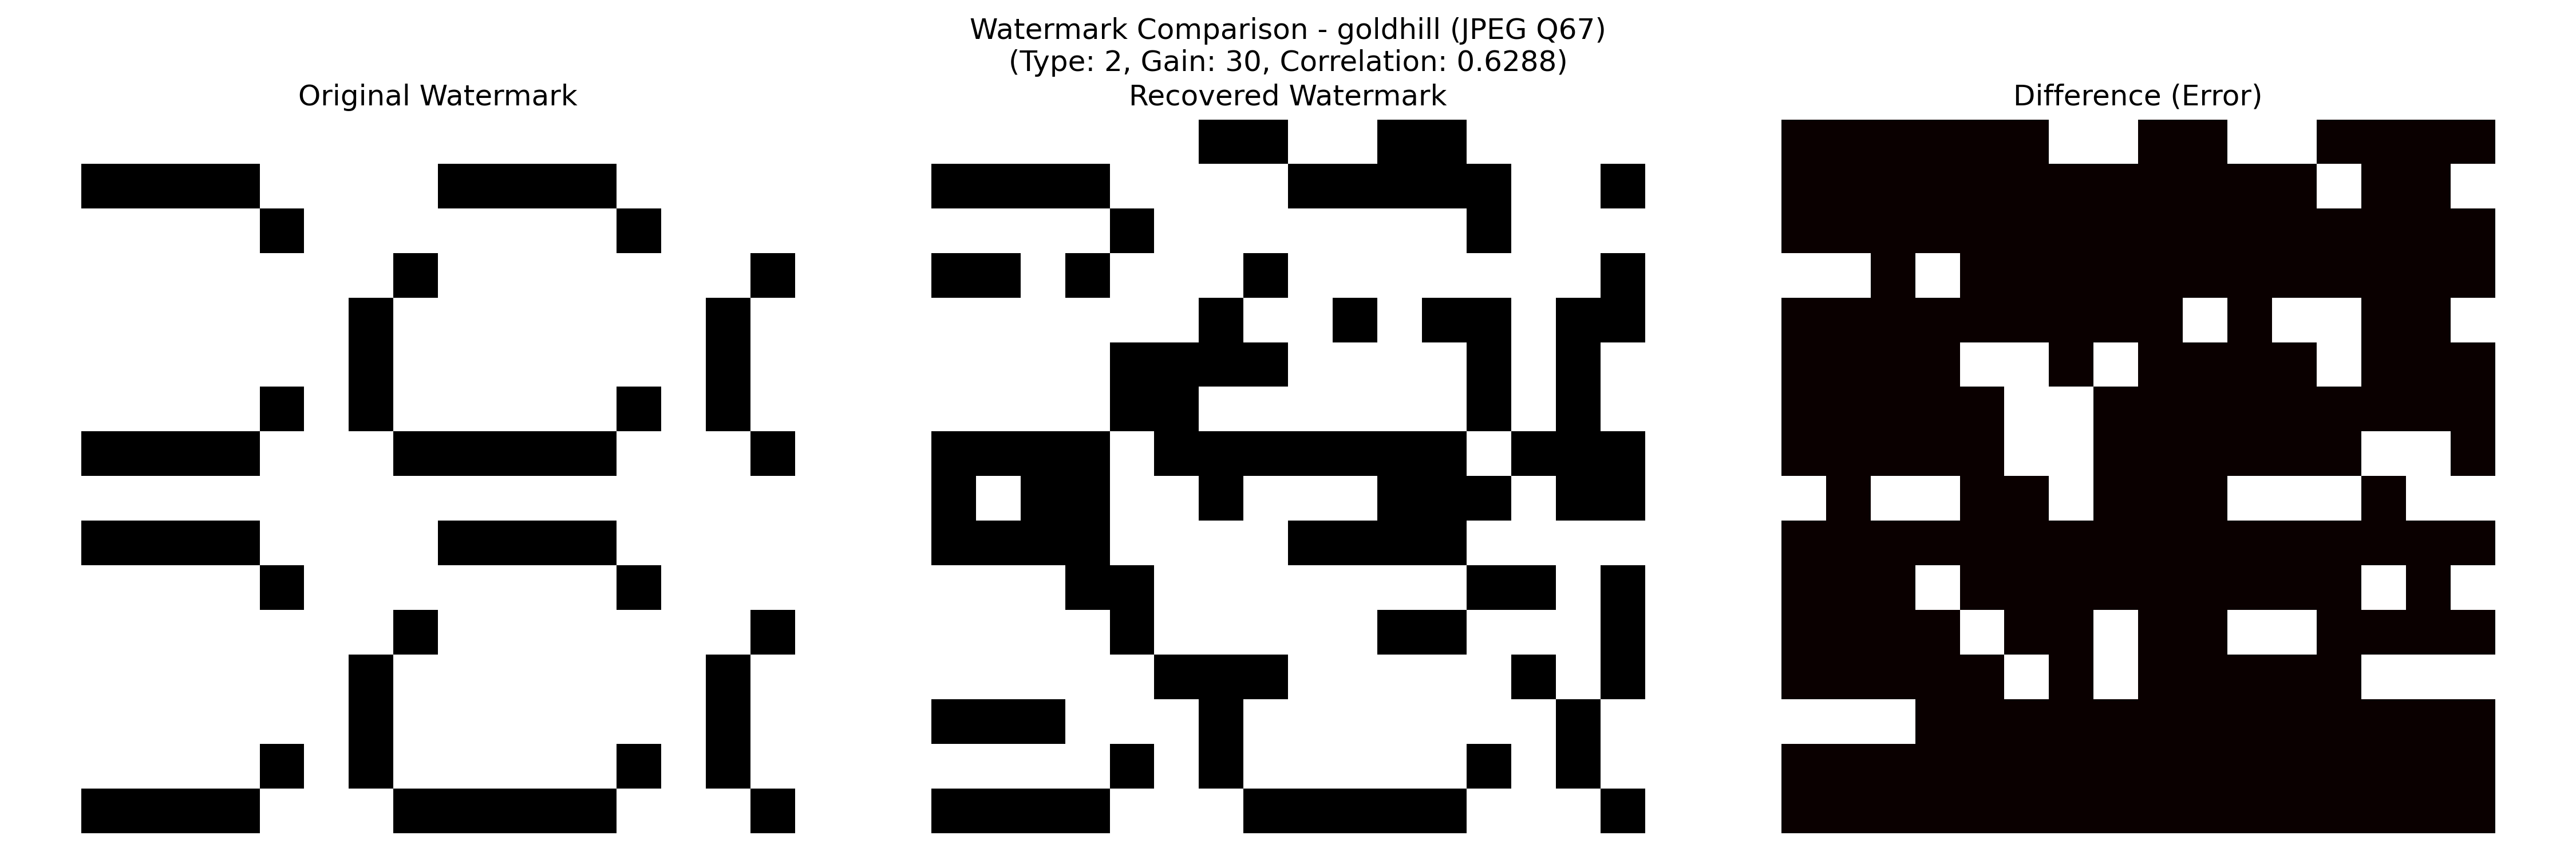 Watermark Comparison - goldhill (JPEG Q67)
(Type: 2, Gain: 30, Correlation: 0.6288)
Original Watermark
Recovered Watermark
Difference (Error)